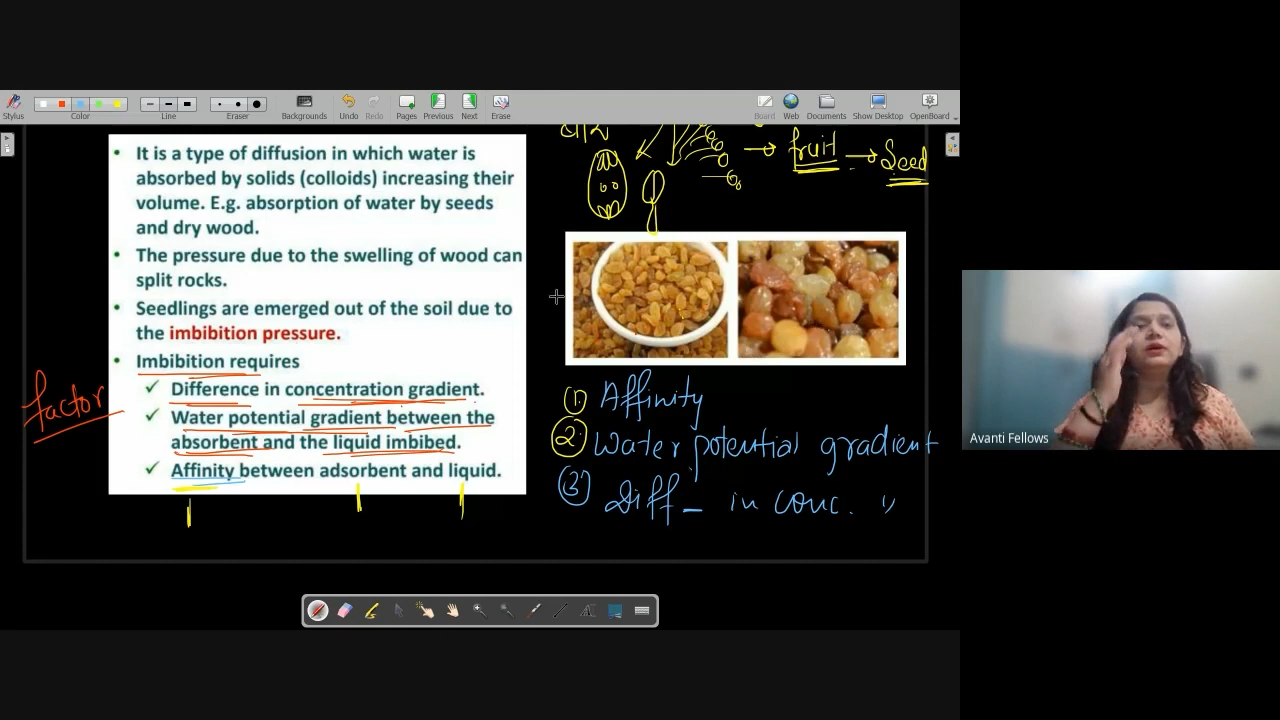 Stylus
Color
Line
Eraser
Backgrounds
Undo
Redo
Pages
Previous
Next
Erase
Board
Web
Documents
Show Desktop
OpenBoard
• It is a type of diffusion in which water is
absorbed by solids (colloids) increasing their
volume. E.g. absorption of water by seeds
and dry wood.
• The pressure due to the swelling of wood can
split rocks.
• Seedlings are emerged out of the soil due to
the imbibition pressure.
• Imbibition requires
✓ Difference in concentration gradient.
✓ Water potential gradient between the
absorbent and the liquid imbibed.
✓ Affinity between adsorbent and liquid.
factor
→ fruit → Seed
① Affinity
② Water potential gradient
③ Diff - in conc. "
Avanti Fellows